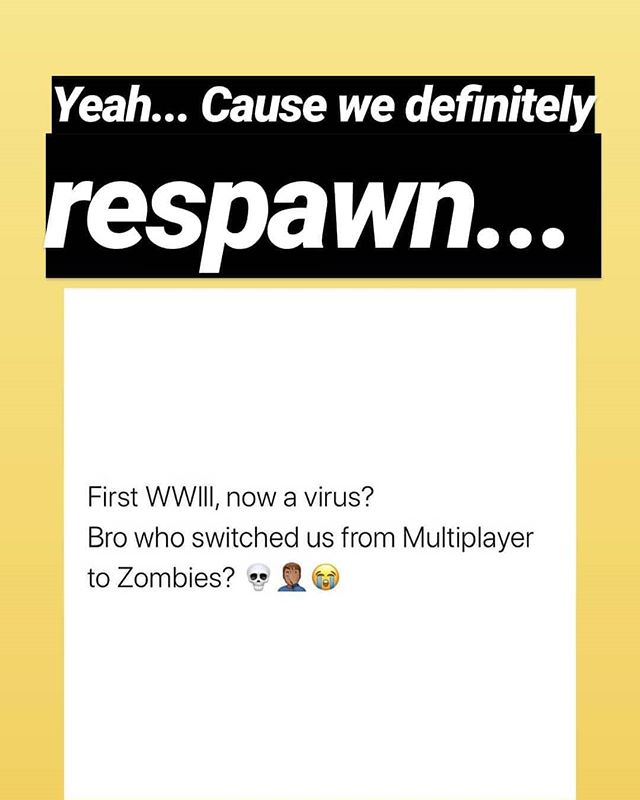 Yeah... Cause we definitely
respawn...
First WWIII, now a virus?
Bro who switched us from Multiplayer
to Zombies? 💀🤦🏾‍♂️😭